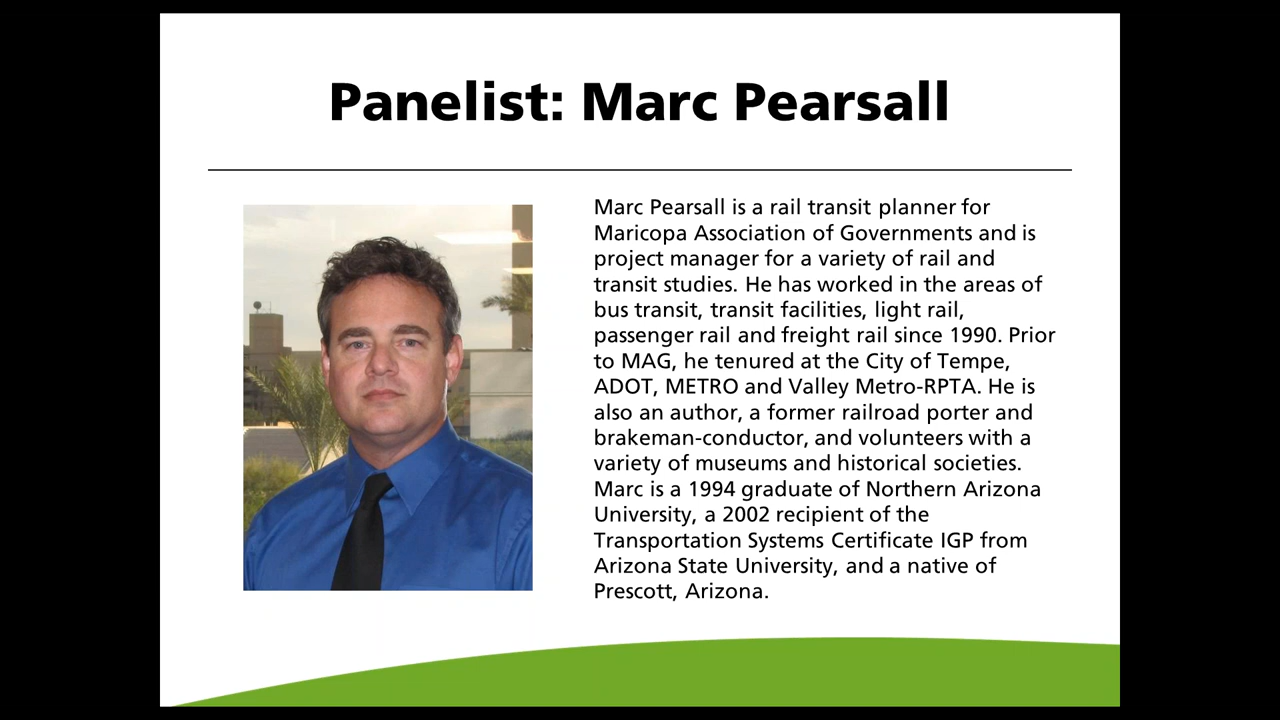 Panelist: Marc Pearsall
Marc Pearsall is a rail transit planner for
Maricopa Association of Governments and is
project manager for a variety of rail and
transit studies. He has worked in the areas of
bus transit, transit facilities, light rail,
passenger rail and freight rail since 1990. Prior
to MAG, he tenured at the City of Tempe,
ADOT, METRO and Valley Metro-RPTA. He is
also an author, a former railroad porter and
brakeman-conductor, and volunteers with a
variety of museums and historical societies.
Marc is a 1994 graduate of Northern Arizona
University, a 2002 recipient of the
Transportation Systems Certificate IGP from
Arizona State University, and a native of
Prescott, Arizona.